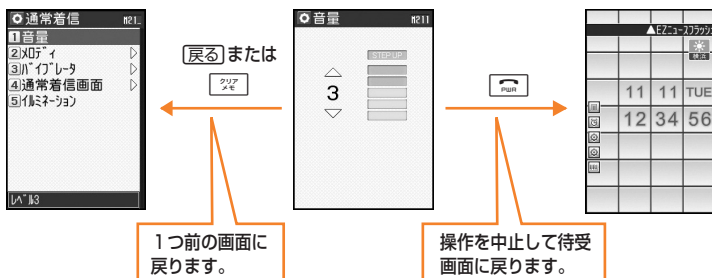 通常着信 M21_
1音量
2ﾒﾛﾃﾞｨ
3ﾊﾞｲﾌﾞﾚｰﾀ
4通常着信画面
5ｲﾙﾐﾈｰｼｮﾝ
ﾚﾍﾞﾙ3
戻るまたは
クリア
メモ
音量 M211
STEP UP
3
PWR
▲EZﾆｭｰｽﾌﾗｯｼｭ
横浜
11 11 TUE
12 34 56
1つ前の画面に
戻ります。
操作を中止して待受
画面に戻ります。